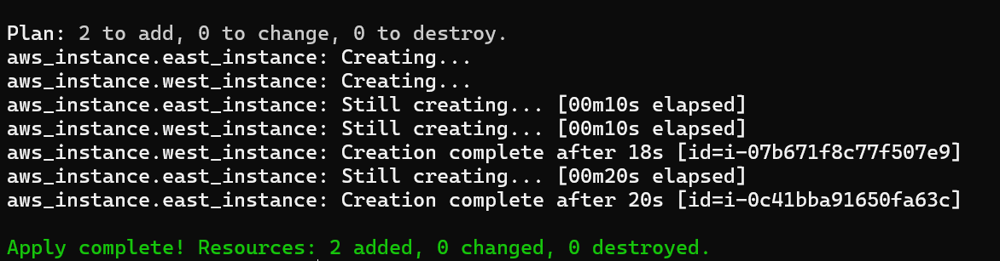 Plan: 2 to add, 0 to change, 0 to destroy.
aws_instance.east_instance: Creating...
aws_instance.west_instance: Creating...
aws_instance.east_instance: Still creating... [00m10s elapsed]
aws_instance.west_instance: Still creating... [00m10s elapsed]
aws_instance.west_instance: Creation complete after 18s [id=i-07b671f8c77f507e9]
aws_instance.east_instance: Still creating... [00m20s elapsed]
aws_instance.east_instance: Creation complete after 20s [id=i-0c41bba91650fa63c]
Apply complete! Resources: 2 added, 0 changed, 0 destroyed.